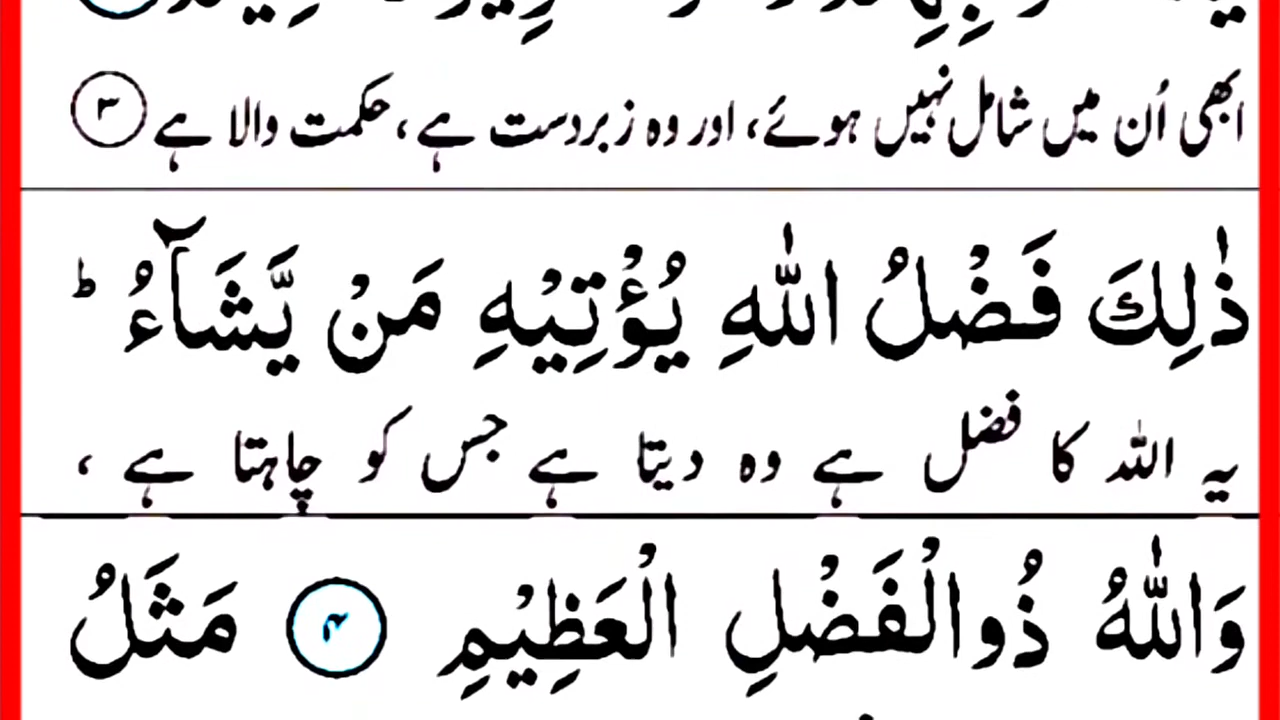 ابھی اُن میں شامل نہیں ہوئے، اور وہ زبردست ہے، حکمت والا ہے ۳
ذٰلِكَ فَضْلُ اللّٰهِ يُؤْتِيْهِ مَنْ يَّشَآءُ ؕ
یہ اللہ کا فضل ہے وہ دیتا ہے جس کو چاہتا ہے ،
وَاللّٰهُ ذُوالْفَضْلِ الْعَظِيْمِ ۴ مَثَلُ